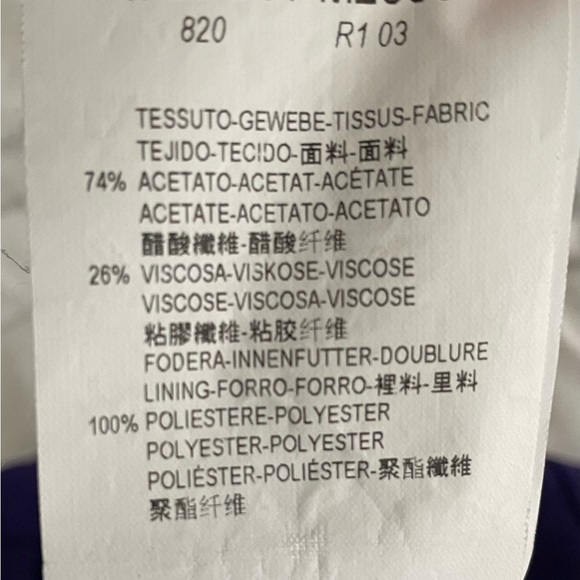 820 R1 03
TESSUTO-GEWEBE-TISSUS-FABRIC
TEJIDO-TECIDO-面料-面料
74% ACETATO-ACETAT-ACÉTATE
ACETATE-ACETATO-ACETATO
醋酸纖維-醋酸纤维
26% VISCOSA-VISKOSE-VISCOSE
VISCOSE-VISCOSA-VISCOSE
粘膠纖維-粘胶纤维
FODERA-INNENFUTTER-DOUBLURE
LINING-FORRO-FORRO-裡料-里料
100% POLIESTERE-POLYESTER
POLYESTER-POLYESTER
POLIÉSTER-POLIÉSTER-聚酯纖維
聚酯纤维